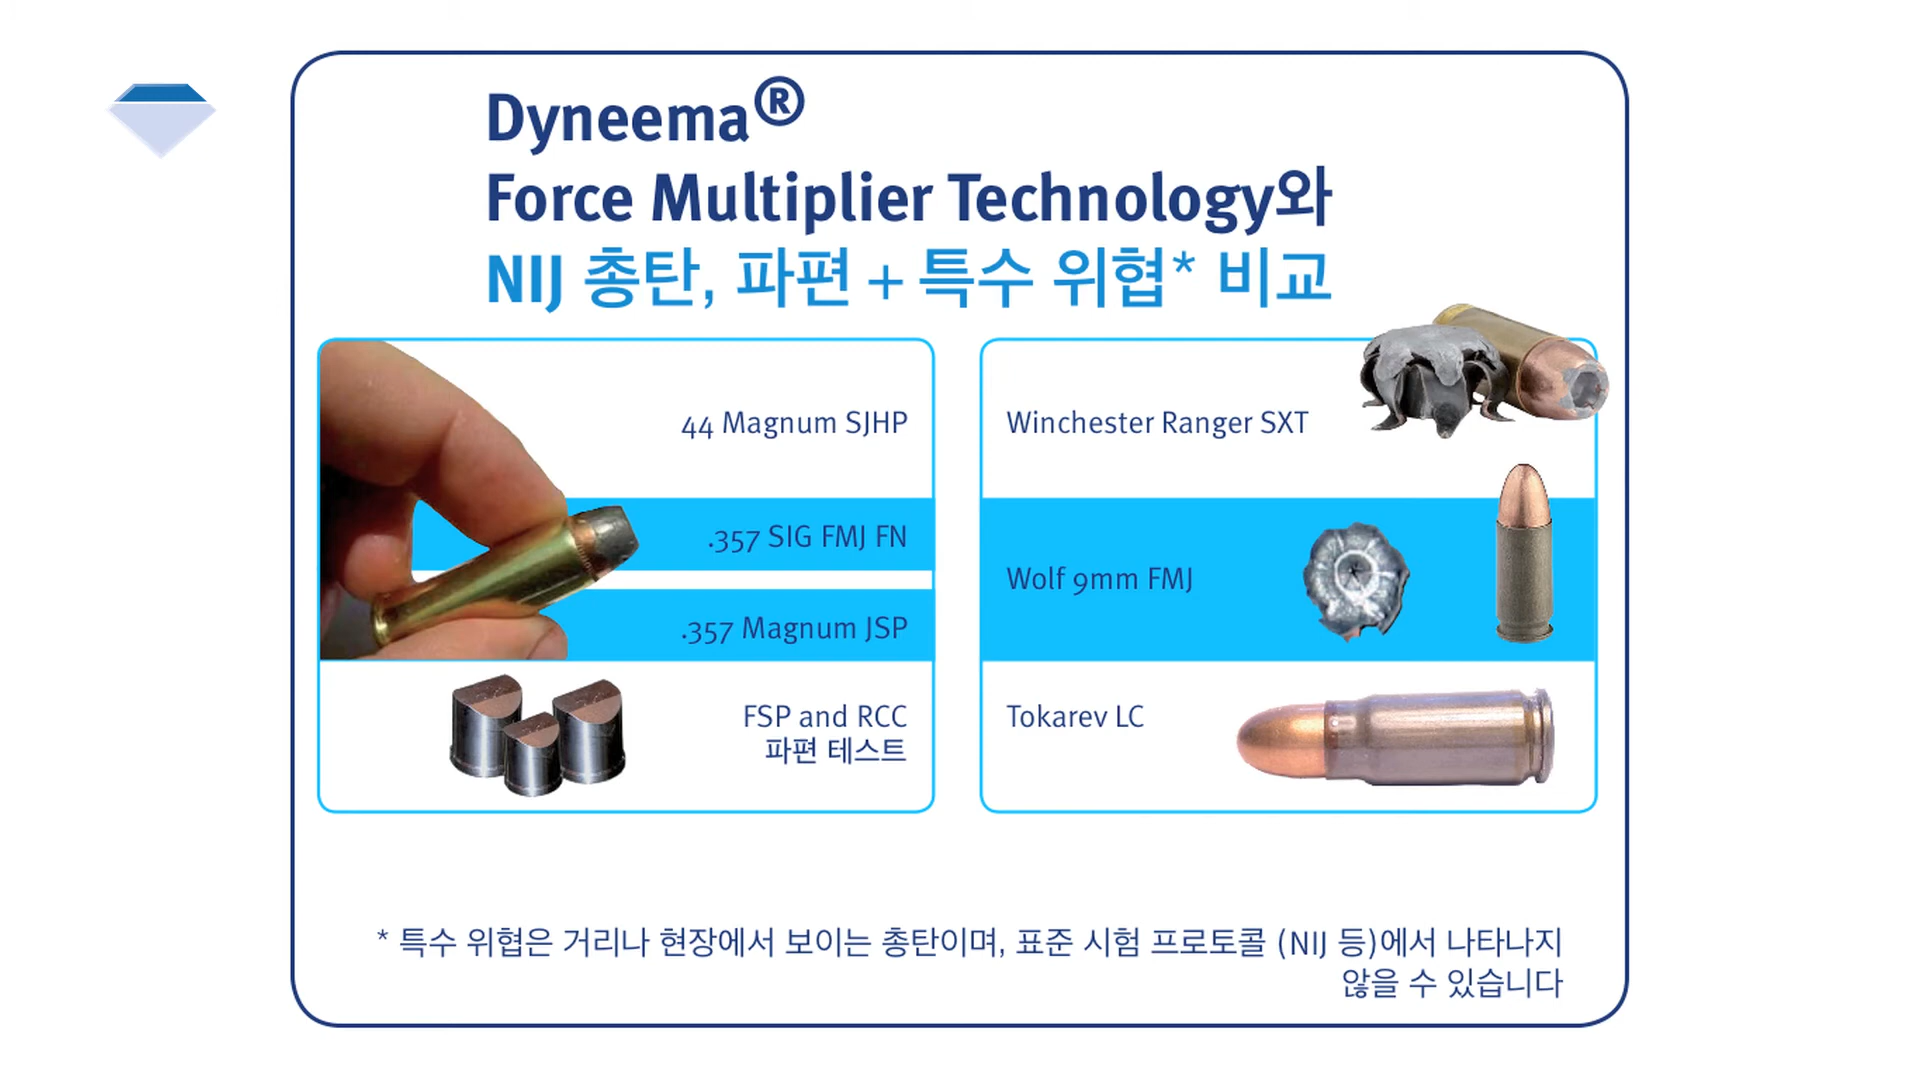 Dyneema®
Force Multiplier Technology와
NIJ 총탄, 파편 + 특수 위협* 비교
44 Magnum SJHP
.357 SIG FMJ FN
.357 Magnum JSP
FSP and RCC
파편 테스트
Winchester Ranger SXT
Wolf 9mm FMJ
Tokarev LC
* 특수 위협은 거리나 현장에서 보이는 총탄이며, 표준 시험 프로토콜 (NIJ 등)에서 나타나지
않을 수 있습니다